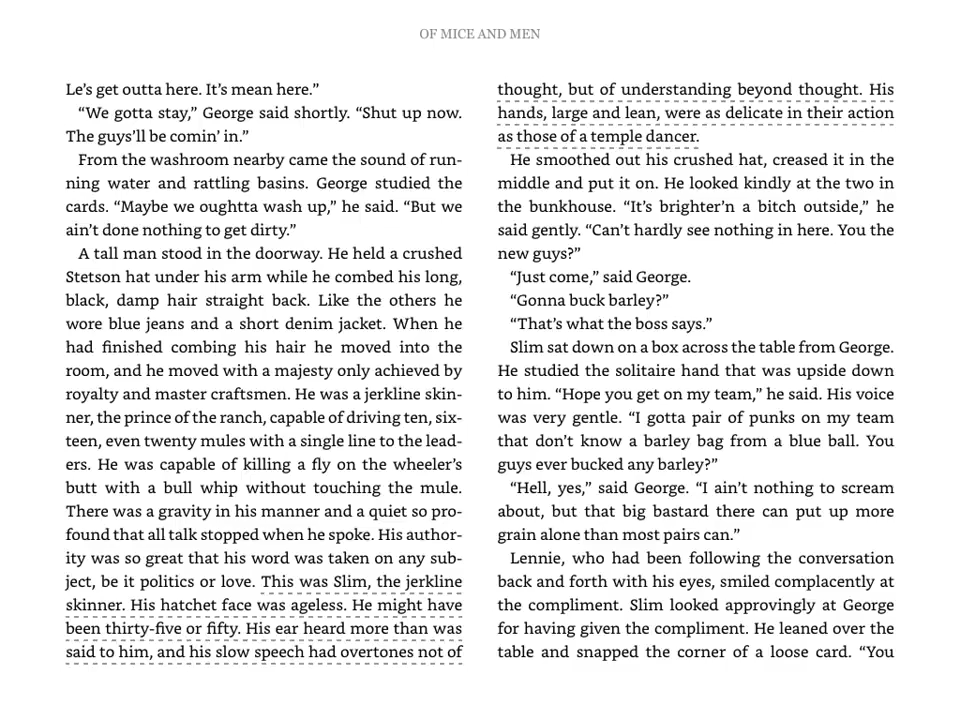 OF MICE AND MEN
Le’s get outta here. It’s mean here.”
“We gotta stay,” George said shortly. “Shut up now.
The guys’ll be comin’ in.”
From the washroom nearby came the sound of run-
ning water and rattling basins. George studied the
cards. “Maybe we oughtta wash up,” he said. “But we
ain’t done nothing to get dirty.”
A tall man stood in the doorway. He held a crushed
Stetson hat under his arm while he combed his long,
black, damp hair straight back. Like the others he
wore blue jeans and a short denim jacket. When he
had finished combing his hair he moved into the
room, and he moved with a majesty only achieved by
royalty and master craftsmen. He was a jerkline skin-
ner, the prince of the ranch, capable of driving ten, six-
teen, even twenty mules with a single line to the lead-
ers. He was capable of killing a fly on the wheeler’s
butt with a bull whip without touching the mule.
There was a gravity in his manner and a quiet so pro-
found that all talk stopped when he spoke. His author-
ity was so great that his word was taken on any sub-
ject, be it politics or love. This was Slim, the jerkline
skinner. His hatchet face was ageless. He might have
been thirty-five or fifty. His ear heard more than was
said to him, and his slow speech had overtones not of
thought, but of understanding beyond thought. His
hands, large and lean, were as delicate in their action
as those of a temple dancer.
He smoothed out his crushed hat, creased it in the
middle and put it on. He looked kindly at the two in
the bunkhouse. “It’s brighter’n a bitch outside,” he
said gently. “Can’t hardly see nothing in here. You the
new guys?”
“Just come,” said George.
“Gonna buck barley?”
“That’s what the boss says.”
Slim sat down on a box across the table from George.
He studied the solitaire hand that was upside down
to him. “Hope you get on my team,” he said. His voice
was very gentle. “I gotta pair of punks on my team
that don’t know a barley bag from a blue ball. You
guys ever bucked any barley?”
“Hell, yes,” said George. “I ain’t nothing to scream
about, but that big bastard there can put up more
grain alone than most pairs can.”
Lennie, who had been following the conversation
back and forth with his eyes, smiled complacently at
the compliment. Slim looked approvingly at George
for having given the compliment. He leaned over the
table and snapped the corner of a loose card. “You